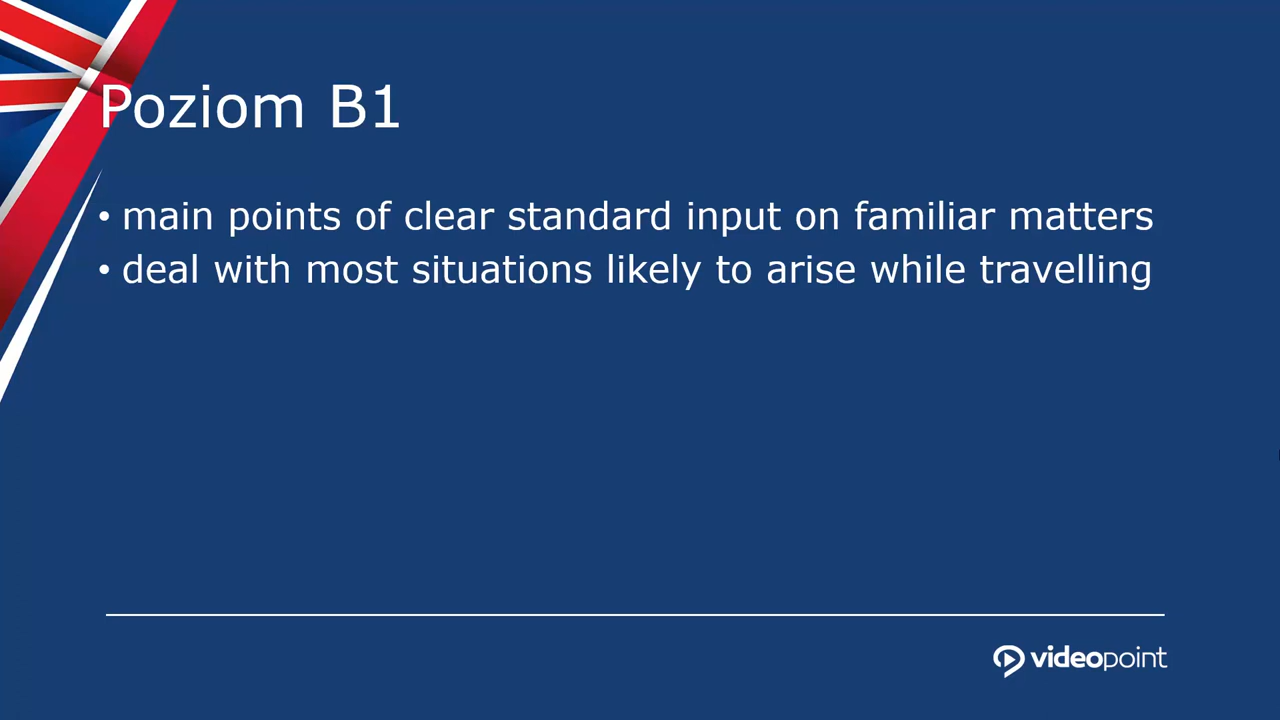 Poziom B1
• main points of clear standard input on familiar matters
• deal with most situations likely to arise while travelling
videopoint